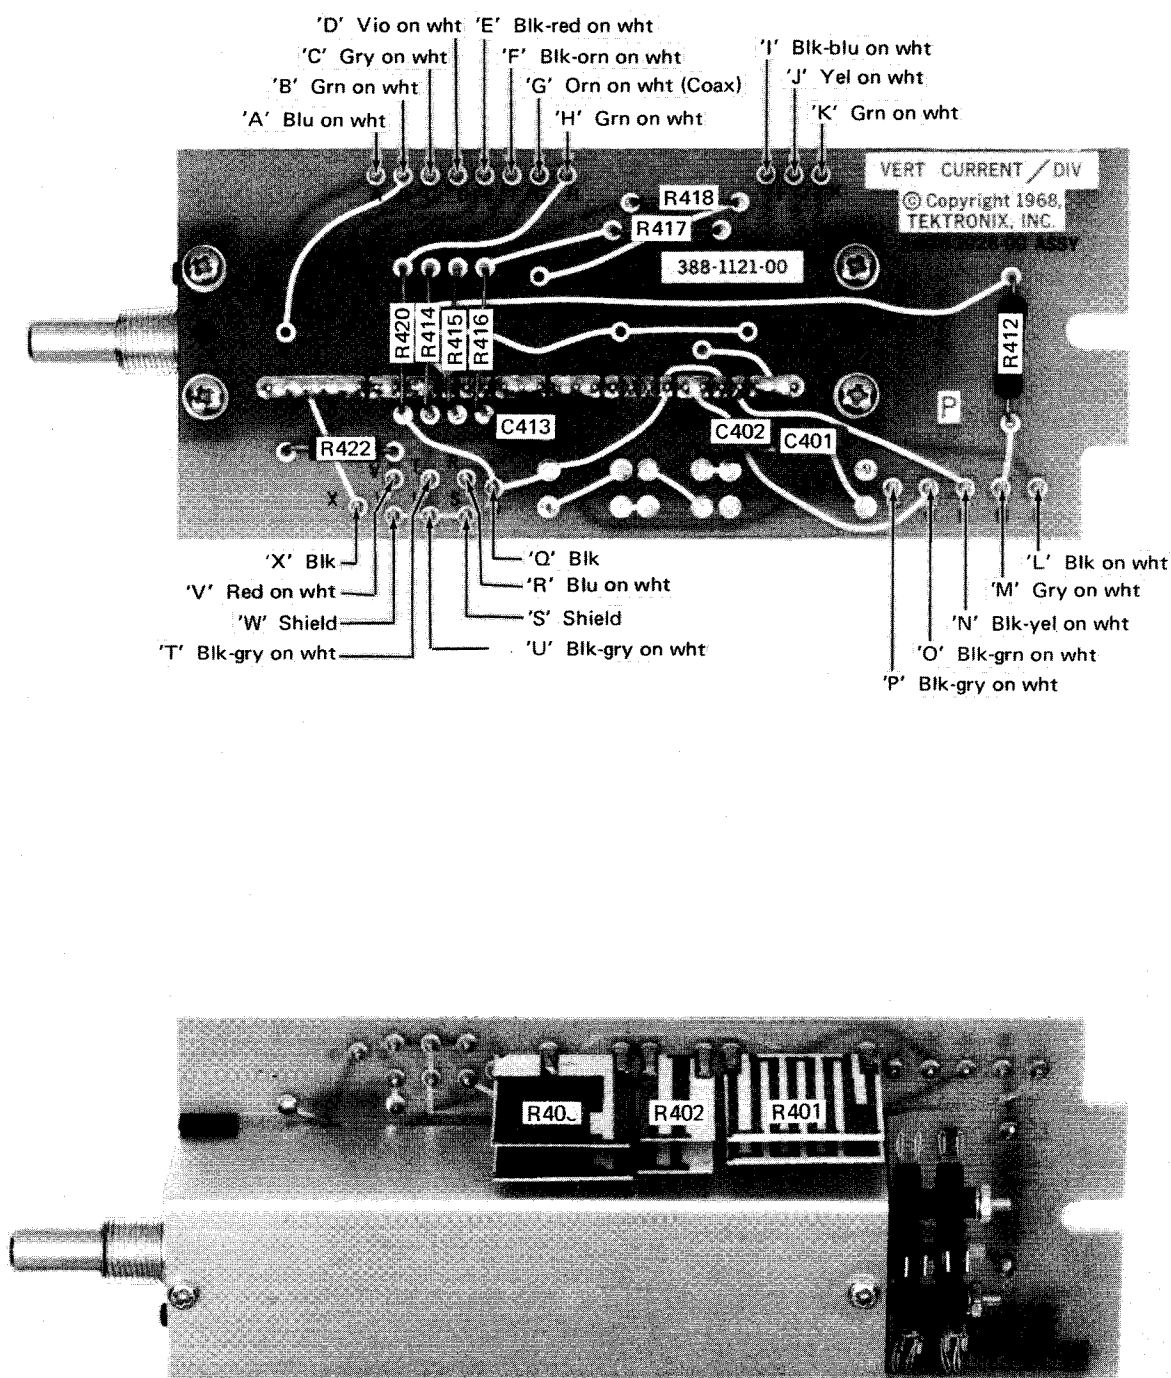 'D' Vio on wht 'E' Blk-red on wht
'C' Gry on wht 'F' Blk-orn on wht
'B' Grn on wht 'G' Orn on wht (Coax)
'A' Blu on wht 'H' Grn on wht
'I' Blk-blu on wht
'J' Yel on wht
'K' Grn on wht
VERT CURRENT / DIV
© Copyright 1968,
TEKTRONIX, INC.
ASSY
R418
R417
388-1121-00
R420
R414
R415
R416
R412
P
C413
C402
C401
R422
X
S
'X' Blk
'V' Red on wht
'W' Shield
'T' Blk-gry on wht
'Q' Blk
'R' Blu on wht
'S' Shield
'U' Blk-gry on wht
'L' Blk on wht
'M' Gry on wht
'N' Blk-yel on wht
'O' Blk-grn on wht
'P' Blk-gry on wht
R402
R401